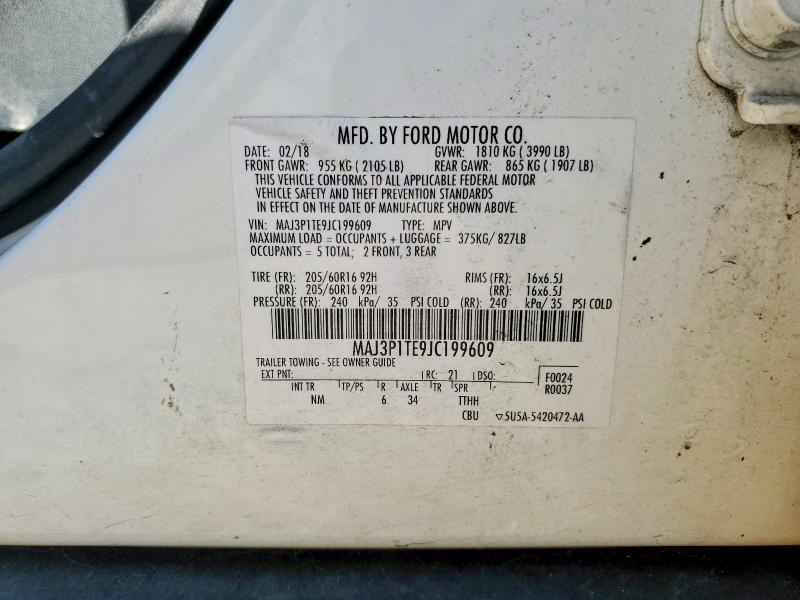 MFD. BY FORD MOTOR CO.
DATE: 02/18 GVWR: 1810 KG ( 3990 LB)
FRONT GAWR: 955 KG ( 2105 LB) REAR GAWR: 865 KG ( 1907 LB)
THIS VEHICLE CONFORMS TO ALL APPLICABLE FEDERAL MOTOR
VEHICLE SAFETY AND THEFT PREVENTION STANDARDS
IN EFFECT ON THE DATE OF MANUFACTURE SHOWN ABOVE.
VIN: MAJ3P1TE9JC199609 TYPE: MPV
MAXIMUM LOAD = OCCUPANTS + LUGGAGE = 375KG/ 827LB
OCCUPANTS = 5 TOTAL; 2 FRONT, 3 REAR
TIRE (FR): 205/60R16 92H RIMS (FR): 16x6.5J
(RR): 205/60R16 92H (RR): 16x6.5J
PRESSURE (FR): 240 kPa/ 35 PSI COLD (RR): 240 kPa/ 35 PSI COLD
MAJ3P1TE9JC199609
TRAILER TOWING - SEE OWNER GUIDE
EXT PNT: RC: 21 DSO: F0024
INT TR TP/PS R AXLE TR SPR R0037
NM 6 34 TTHH
CBU 5U5A-5420472-AA